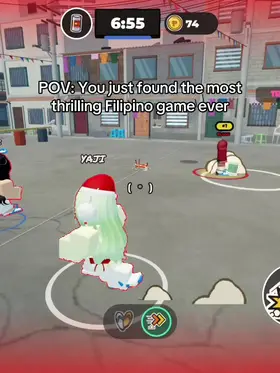 6:55
74
POV: You just found the most
thrilling Filipino game ever
YAJI
( • )